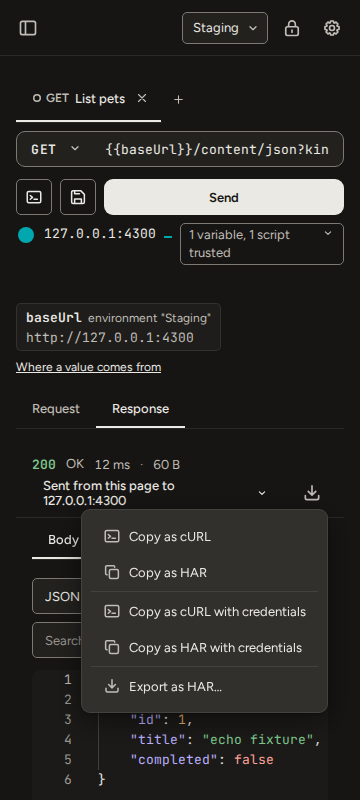 Staging
GET List pets
GET {{baseUrl}}/content/json?kin
Send
127.0.0.1:4300
1 variable, 1 script
trusted
baseUrl environment "Staging"
http://127.0.0.1:4300
Where a value comes from
Request Response
200 OK 12 ms · 60 B
Sent from this page to
127.0.0.1:4300
Body
Copy as cURL
Copy as HAR
Copy as cURL with credentials
Copy as HAR with credentials
Export as HAR...
JSON
Search
1
2
3 "id": 1,
4 "title": "echo fixture",
5 "completed": false
6 }